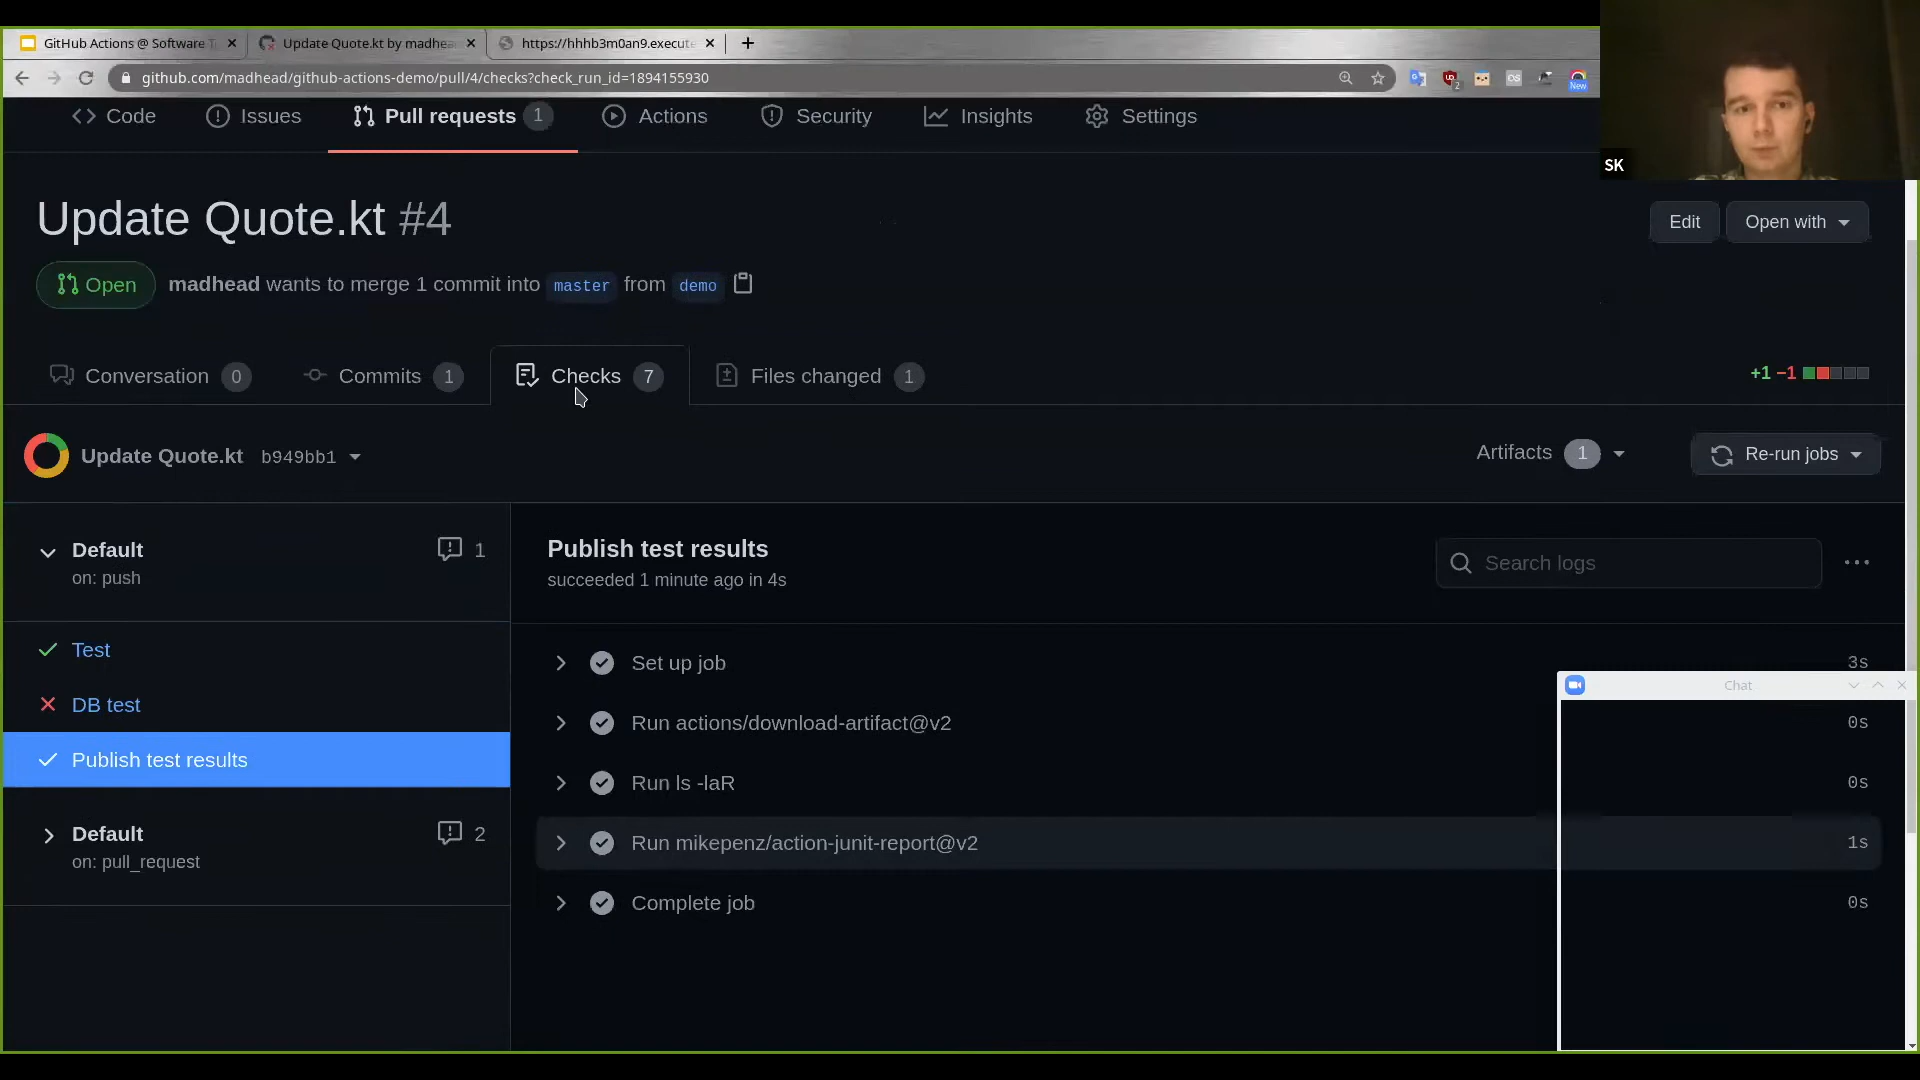 GitHub Actions @ Software T
Update Quote.kt by madhea
https://hhhb3m0an9.execute
github.com/madhead/github-actions-demo/pull/4/checks?check_run_id=1894155930
2
New
Code
Issues
Pull requests 1
Actions
Security
Insights
Settings
SK
Update Quote.kt #4
Edit
Open with
Open
madhead wants to merge 1 commit into master from demo
Conversation 0
Commits 1
Checks 7
Files changed 1
+1 −1
Update Quote.kt b949bb1
Artifacts 1
Re-run jobs
Default 1
on: push
Publish test results
succeeded 1 minute ago in 4s
Search logs
Test
DB test
Publish test results
Default 2
on: pull_request
Set up job 3s
Run actions/download-artifact@v2 0s
Run ls -laR 0s
Run mikepenz/action-junit-report@v2 1s
Complete job 0s
Chat